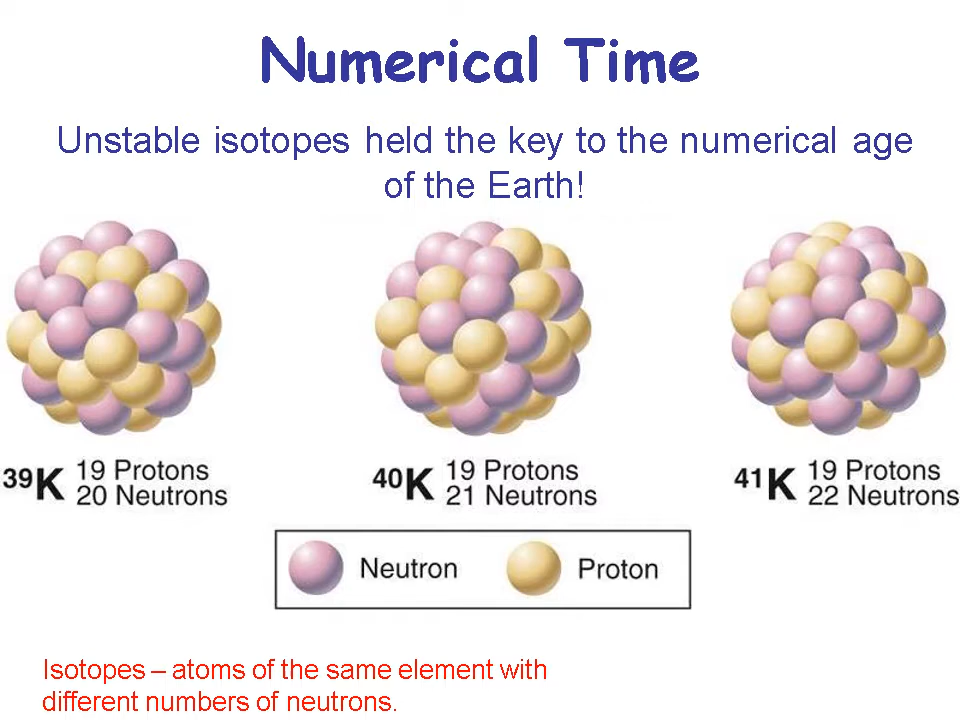 Numerical Time
Unstable isotopes held the key to the numerical age
of the Earth!
³⁹K 19 Protons
20 Neutrons
⁴⁰K 19 Protons
21 Neutrons
⁴¹K 19 Protons
22 Neutrons
Neutron Proton
Isotopes – atoms of the same element with
different numbers of neutrons.